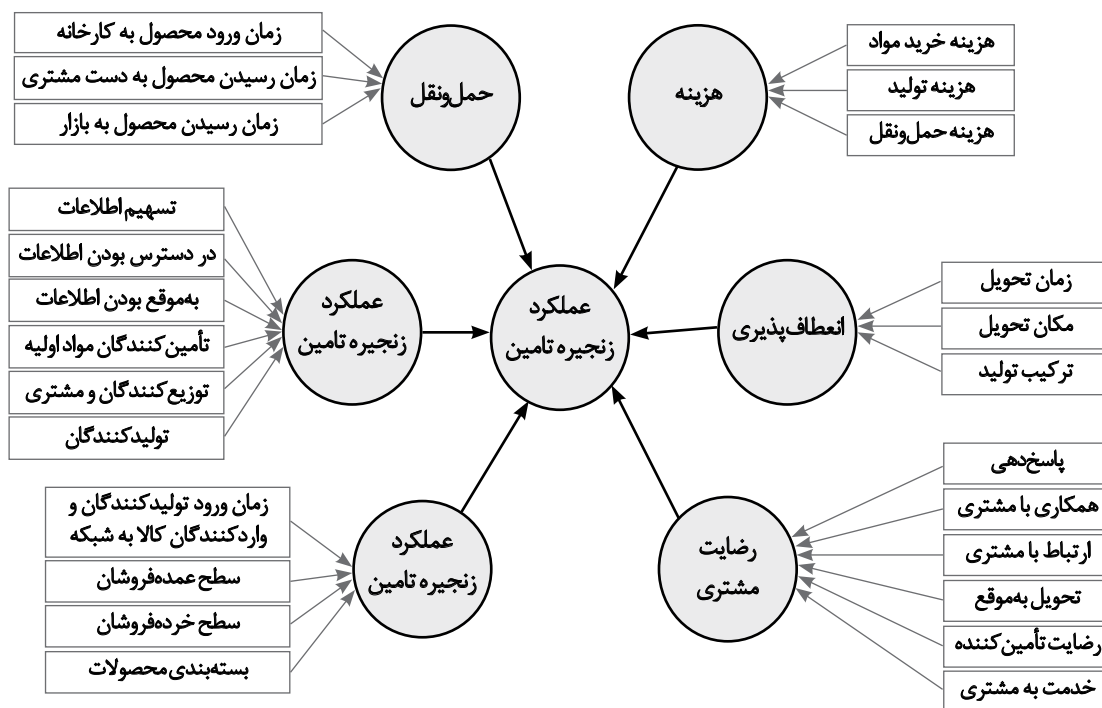 زمان ورود محصول به کارخانه
زمان رسیدن محصول به دست مشتری
زمان رسیدن محصول به بازار
حمل‌ونقل
هزینه
هزینه خرید مواد
هزینه تولید
هزینه حمل‌ونقل
تسهیم اطلاعات
در دسترس بودن اطلاعات
به‌موقع بودن اطلاعات
تأمین‌کنندگان مواد اولیه
توزیع‌کنندگان و مشتری
تولیدکنندگان
عملکرد
زنجیره تامین
عملکرد
زنجیره تامین
انعطاف‌پذیری
زمان تحویل
مکان تحویل
ترکیب تولید
زمان ورود تولیدکنندگان و
واردکنندگان کالا به شبکه
سطح عمده‌فروشان
سطح خرده‌فروشان
بسته‌بندی محصولات
عملکرد
زنجیره تامین
رضایت
مشتری
پاسخ‌دهی
همکاری با مشتری
ارتباط با مشتری
تحویل به‌موقع
رضایت تأمین‌کننده
خدمت به مشتری